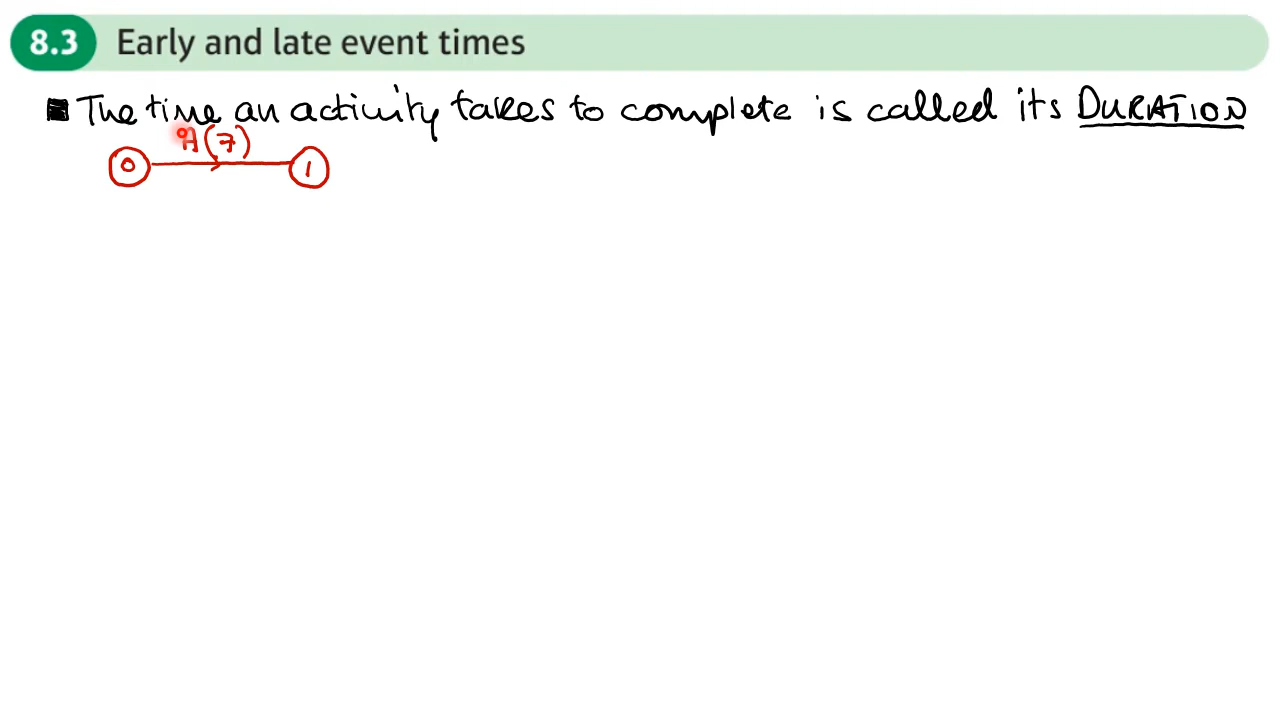 8.3 Early and late event times
The time an activity takes to complete is called its DURATION
A(7)
0 1